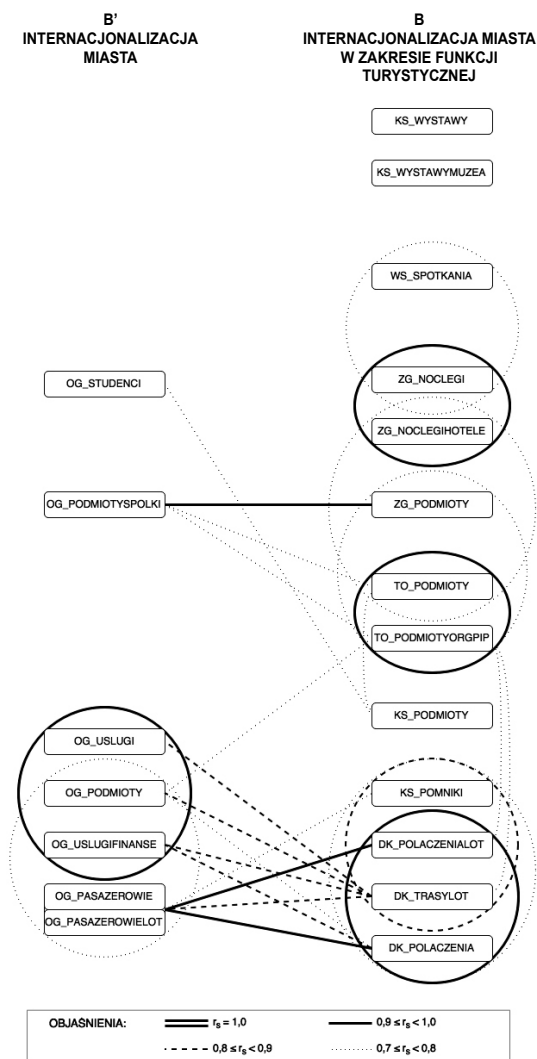 B’
INTERNACJONALIZACJA
MIASTA
B
INTERNACJONALIZACJA MIASTA
W ZAKRESIE FUNKCJI
TURYSTYCZNEJ
KS_WYSTAWY
KS_WYSTAWYMUZEA
WS_SPOTKANIA
ZG_NOCLEGI
OG_STUDENCI
ZG_NOCLEGIHOTELE
OG_PODMIOTYSPOLKI
ZG_PODMIOTY
TO_PODMIOTY
TO_PODMIOTYORGPIP
KS_PODMIOTY
OG_USLUGI
OG_PODMIOTY
KS_POMNIKI
OG_USLUGIFINANSE
DK_POLACZENIALOT
OG_PASAZEROWIE
DK_TRASYLOT
OG_PASAZEROWIELOT
DK_POLACZENIA
OBJAŚNIENIA:
rs = 1,0
0,9 ≤ rs < 1,0
0,8 ≤ rs < 0,9
0,7 ≤ rs < 0,8